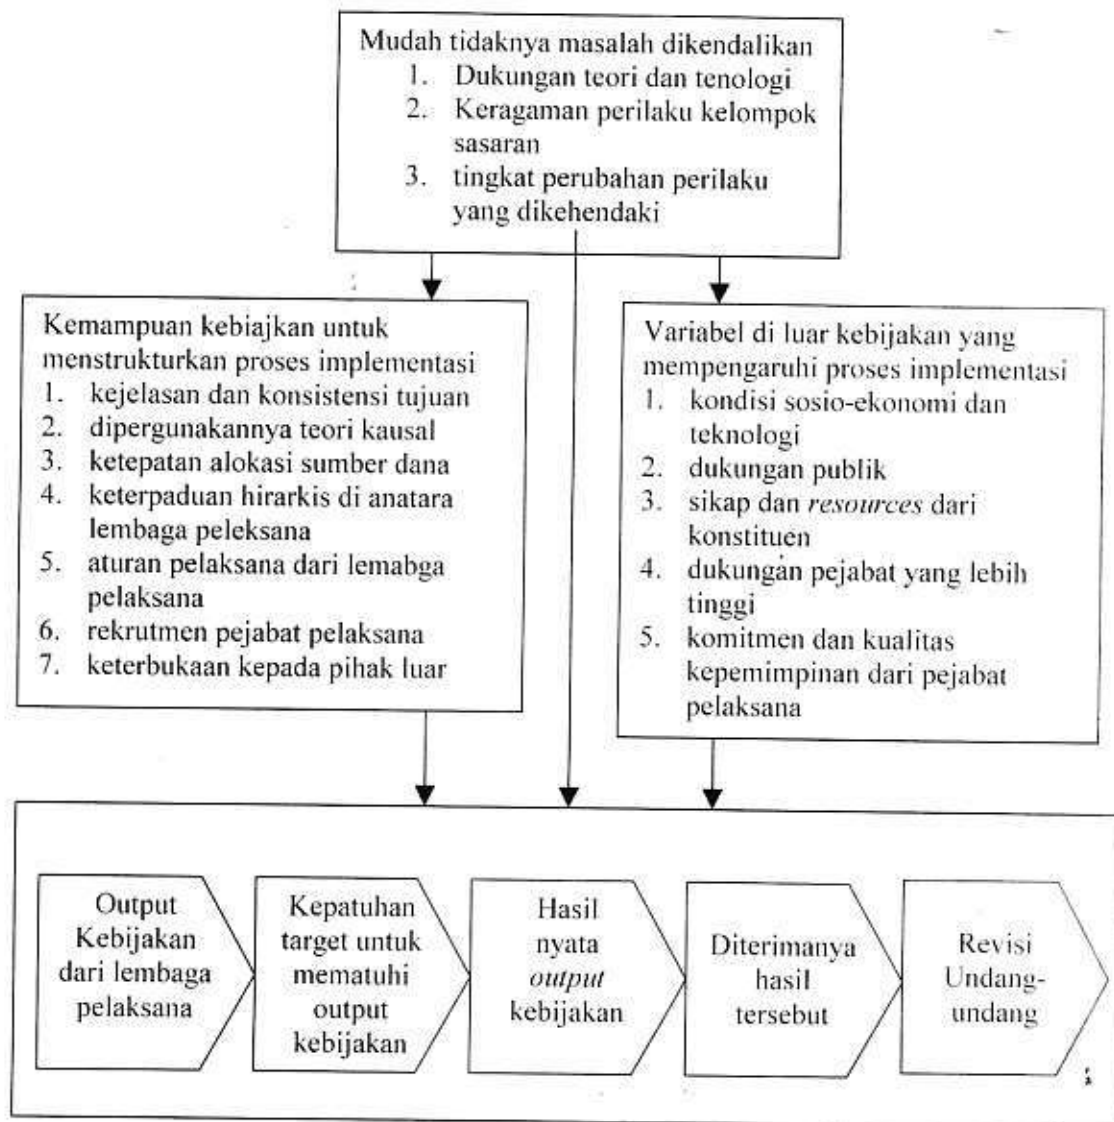 Mudah tidaknya masalah dikendalikan
1. Dukungan teori dan tenologi
2. Keragaman perilaku kelompok
sasaran
3. tingkat perubahan perilaku
yang dikehendaki
Kemampuan kebiajkan untuk
menstrukturkan proses implementasi
1. kejelasan dan konsistensi tujuan
2. dipergunakannya teori kausal
3. ketepatan alokasi sumber dana
4. keterpaduan hirarkis di anatara
lembaga peleksana
5. aturan pelaksana dari lemabga
pelaksana
6. rekrutmen pejabat pelaksana
7. keterbukaan kepada pihak luar
Variabel di luar kebijakan yang
mempengaruhi proses implementasi
1. kondisi sosio-ekonomi dan
teknologi
2. dukungan publik
3. sikap dan resources dari
konstituen
4. dukungan pejabat yang lebih
tinggi
5. komitmen dan kualitas
kepemimpinan dari pejabat
pelaksana
Output
Kebijakan
dari lembaga
pelaksana
Kepatuhan
target untuk
mematuhi
output
kebijakan
Hasil
nyata
output
kebijakan
Diterimanya
hasil
tersebut
Revisi
Undang-
undang